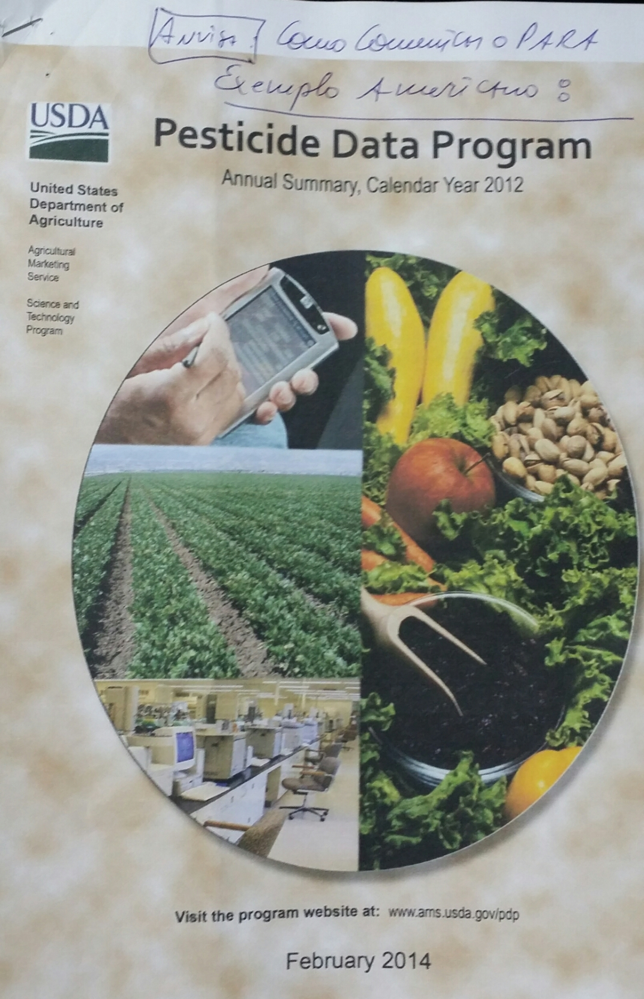 Anvisa: Como Comunicar o PARA
Exemplo Americano:
USDA
Pesticide Data Program
Annual Summary, Calendar Year 2012
United States
Department of
Agriculture
Agricultural
Marketing
Service
Science and
Technology
Program
Visit the program website at: www.ams.usda.gov/pdp
February 2014